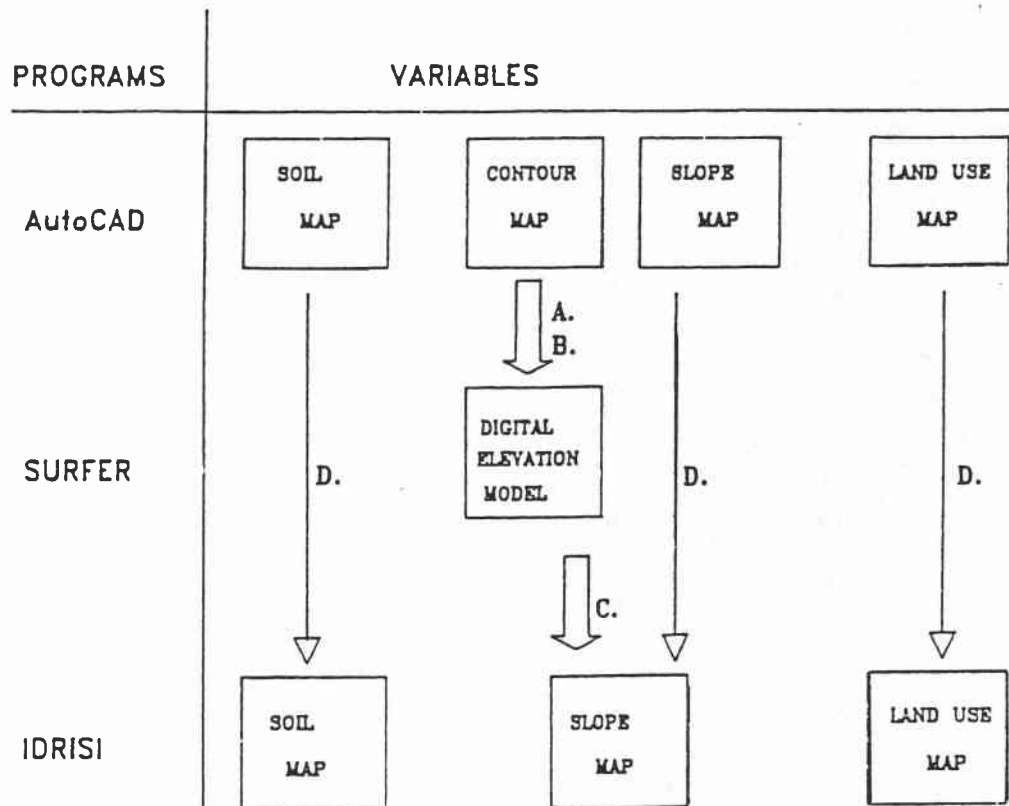 PROGRAMS VARIABLES
AutoCAD
SOIL
MAP
CONTOUR
MAP
SLOPE
MAP
LAND USE
MAP
A.
B.
SURFER
D.
DIGITAL
ELEVATION
MODEL
D.
D.
C.
IDRISI
SOIL
MAP
SLOPE
MAP
LAND USE
MAP